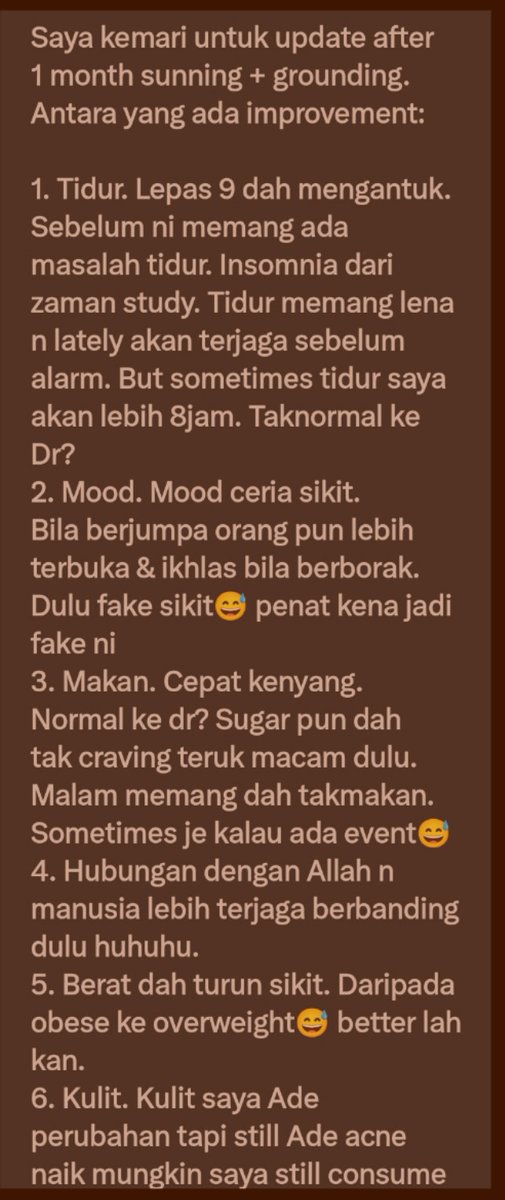 Saya kemari untuk update after
1 month sunning + grounding.
Antara yang ada improvement:
1. Tidur. Lepas 9 dah mengantuk.
Sebelum ni memang ada
masalah tidur. Insomnia dari
zaman study. Tidur memang lena
n lately akan terjaga sebelum
alarm. But sometimes tidur saya
akan lebih 8jam. Taknormal ke
Dr?
2. Mood. Mood ceria sikit.
Bila berjumpa orang pun lebih
terbuka & ikhlas bila berborak.
Dulu fake sikit😅 penat kena jadi
fake ni
3. Makan. Cepat kenyang.
Normal ke dr? Sugar pun dah
tak craving teruk macam dulu.
Malam memang dah takmakan.
Sometimes je kalau ada event😅
4. Hubungan dengan Allah n
manusia lebih terjaga berbanding
dulu huhuhu.
5. Berat dah turun sikit. Daripada
obese ke overweight😅 better lah
kan.
6. Kulit. Kulit saya Ade
perubahan tapi still Ade acne
naik mungkin saya still consume